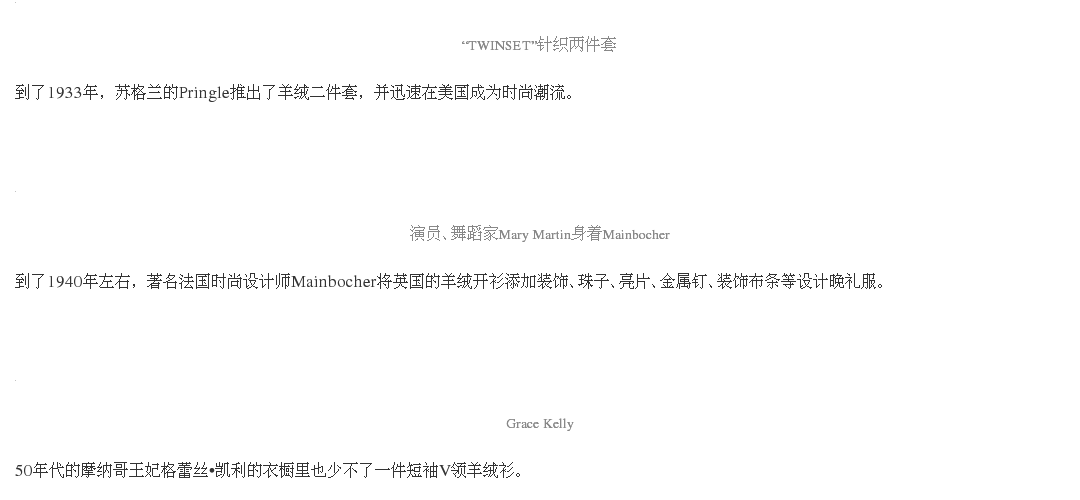 “TWINSET”针织两件套
到了1933年，苏格兰的Pringle推出了羊绒二件套，并迅速在美国成为时尚潮流。
演员、舞蹈家Mary Martin身着Mainbocher
到了1940年左右，著名法国时尚设计师Mainbocher将英国的羊绒开衫添加装饰、珠子、亮片、金属钉、装饰布条等设计晚礼服。
Grace Kelly
50年代的摩纳哥王妃格蕾丝•凯利的衣橱里也少不了一件短袖V领羊绒衫。